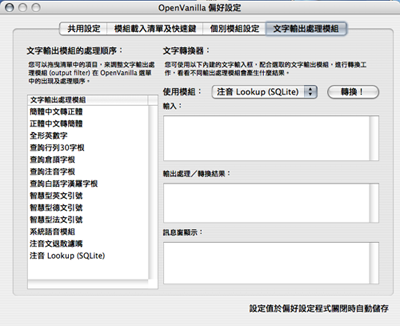 OpenVanilla 偏好設定
共用設定
模組載入清單及快速鍵
個別模組設定
文字輸出處理模組
文字輸出模組的處理順序：
您可以拖曳清單中的項目，來調整文字輸出處
理模組 (output filter) 在 OpenVanilla 選單
中的出現及處理順序。
文字輸出處理模組
簡體中文轉正體
正體中文轉簡體
全形英數字
查詢行列30字根
查詢倉頡字根
查詢注音字根
查詢白話字漢羅字根
智慧型英文引號
智慧型德文引號
智慧型法文引號
系統語音模組
注音文退散濾嘴
注音 Lookup (SQLite)
文字轉換器：
您可使用以下內建的文字輸入框，配合選取的文字輸出模組，進行轉換工
作，看看不同輸出處理模組會產生什麼結果。
使用模組：
注音 Lookup (SQLite)
轉換！
輸入：
輸出處理／轉換結果：
訊息窗顯示：
設定值於偏好設定程式關閉時自動儲存